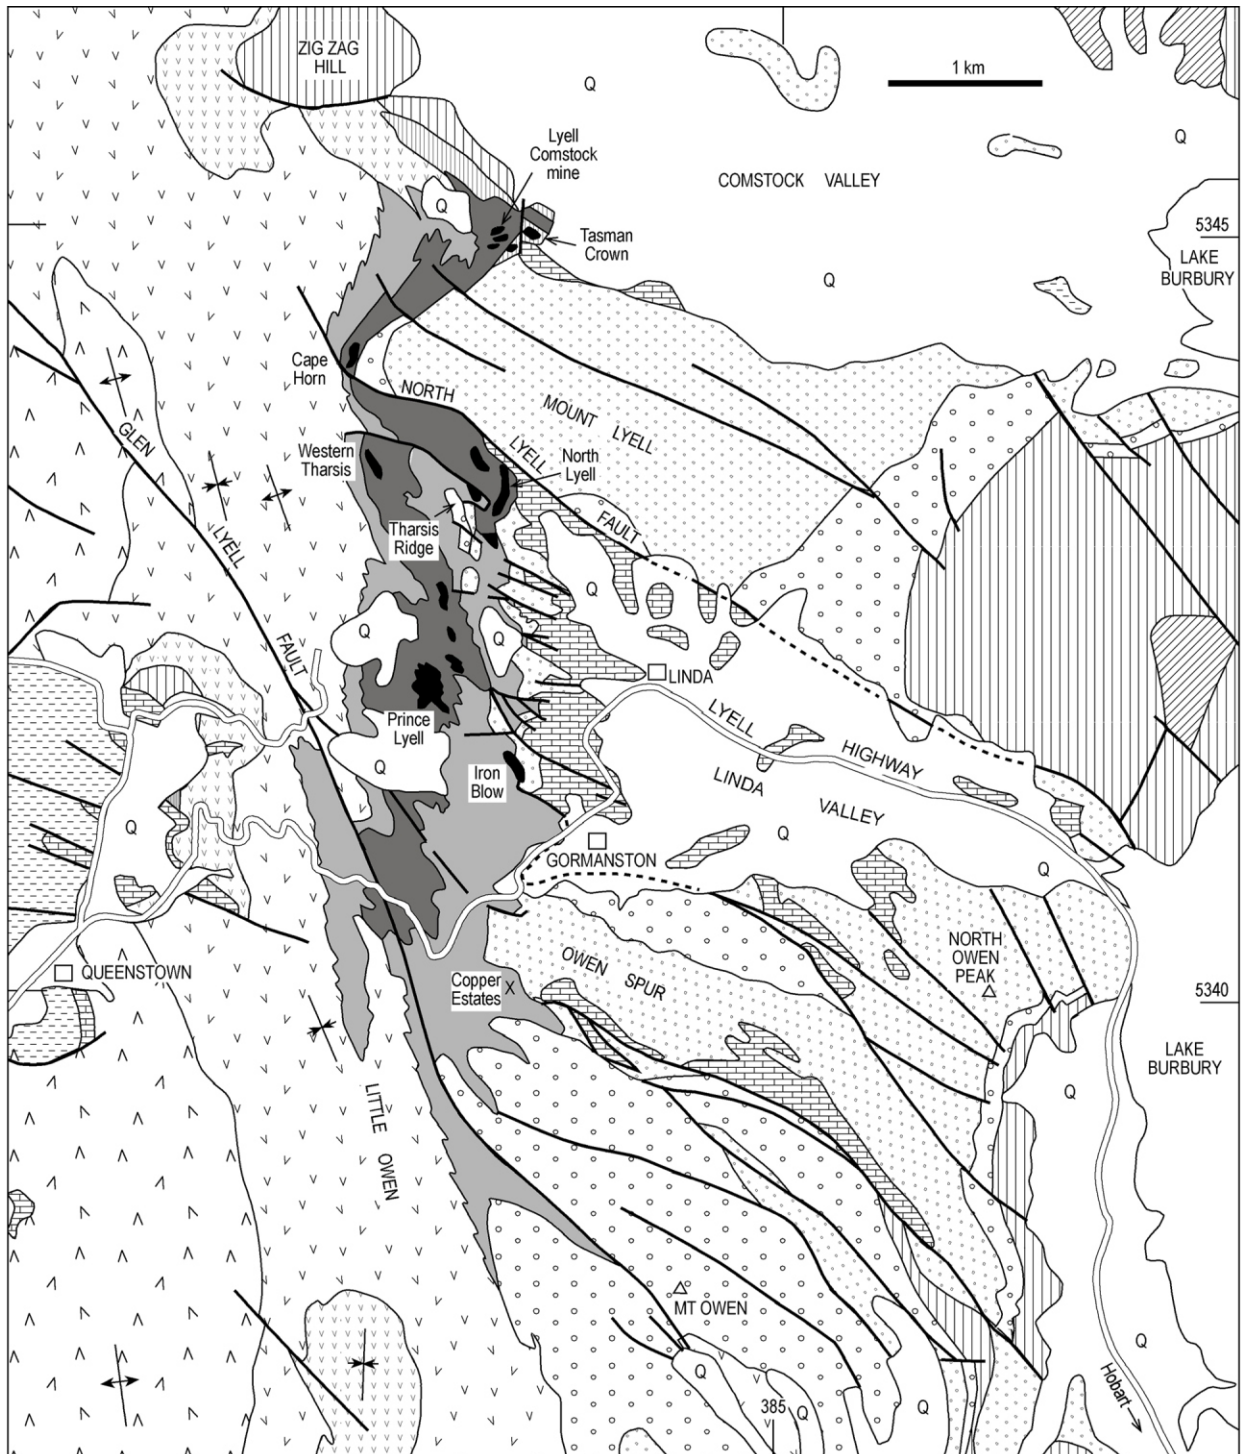 ZIG ZAG
HILL
1 km
Q
Lyell
Comstock
mine
Q
COMSTOCK VALLEY
Q
Tasman
Crown
5345
LAKE
BURBURY
Q
Cape
Horn
NORTH
LYELL
FAULT
MOUNT LYELL
GLEN
LYELL
FAULT
Western
Tharsis
North
Lyell
Tharsis
Ridge
Q
Q
Q
LINDA
LYELL
HIGHWAY
Prince
Lyell
Q
Iron
Blow
LINDA
VALLEY
Q
Q
GORMANSTON
Q
NORTH
OWEN
PEAK
OWEN SPUR
QUEENSTOWN
Copper
Estates X
5340
LAKE
BURBURY
Q
LITTLE
OWEN
MT OWEN
Q
Q
Hobart
385
Q
Q